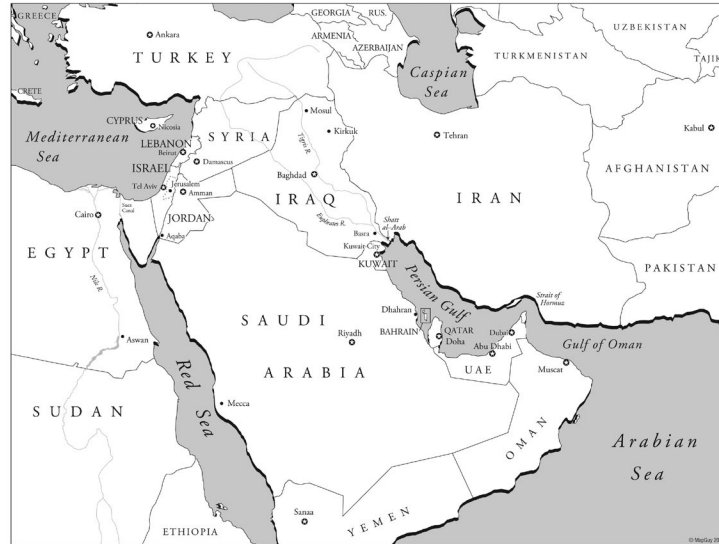 GREECE
GEORGIA
RUS.
UZBEKISTAN
Ankara
ARMENIA
TURKEY
AZERBAIJAN
TURKMENISTAN
TAJIK
Caspian
Sea
CRETE
CYPRUS
Nicosia
Mosul
Kirkuk
Tehran
Kabul
Mediterranean
Sea
SYRIA
LEBANON
Beirut
Tigris R.
Damascus
AFGHANISTAN
ISRAEL
Baghdad
Tel Aviv
Jerusalem
Amman
IRAQ
IRAN
Suez
Canal
Cairo
JORDAN
Euphrates R.
Shatt
al-Arab
Aqaba
Basra
Kuwait City
EGYPT
KUWAIT
PAKISTAN
Nile R.
Persian Gulf
Strait of
Hormuz
Dhahran
SAUDI
BAHRAIN
QATAR
Doha
Dubai
Gulf of Oman
Aswan
Riyadh
Abu Dhabi
Red Sea
ARABIA
UAE
Muscat
Mecca
SUDAN
OMAN
Arabian
Sea
Sanaa
YEMEN
ETHIOPIA
© MapGuy 20